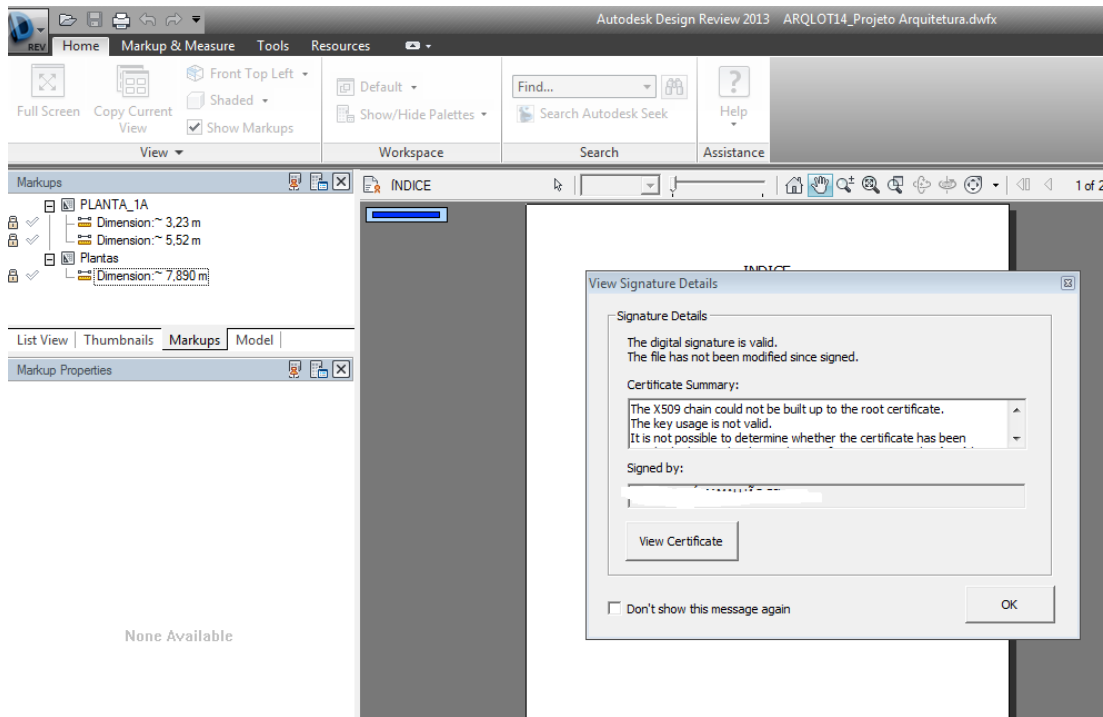 Autodesk Design Review 2013 ARQLOT14_Projeto Arquitetura.dwfx
REV Home Markup & Measure Tools Resources
Full Screen
Copy Current View
Front Top Left
Shaded
Show Markups
Default
Show/Hide Palettes
Find...
Search Autodesk Seek
Help
View Workspace Search Assistance
Markups
ÍNDICE
1 of 2
PLANTA_1A
Dimension:~ 3,23 m
Dimension:~ 5,52 m
Plantas
Dimension:~ 7,890 m
List View Thumbnails Markups Model
Markup Properties
None Available
View Signature Details
Signature Details
The digital signature is valid.
The file has not been modified since signed.
Certificate Summary:
The X509 chain could not be built up to the root certificate.
The key usage is not valid.
It is not possible to determine whether the certificate has been
Signed by:
View Certificate
Don't show this message again
OK